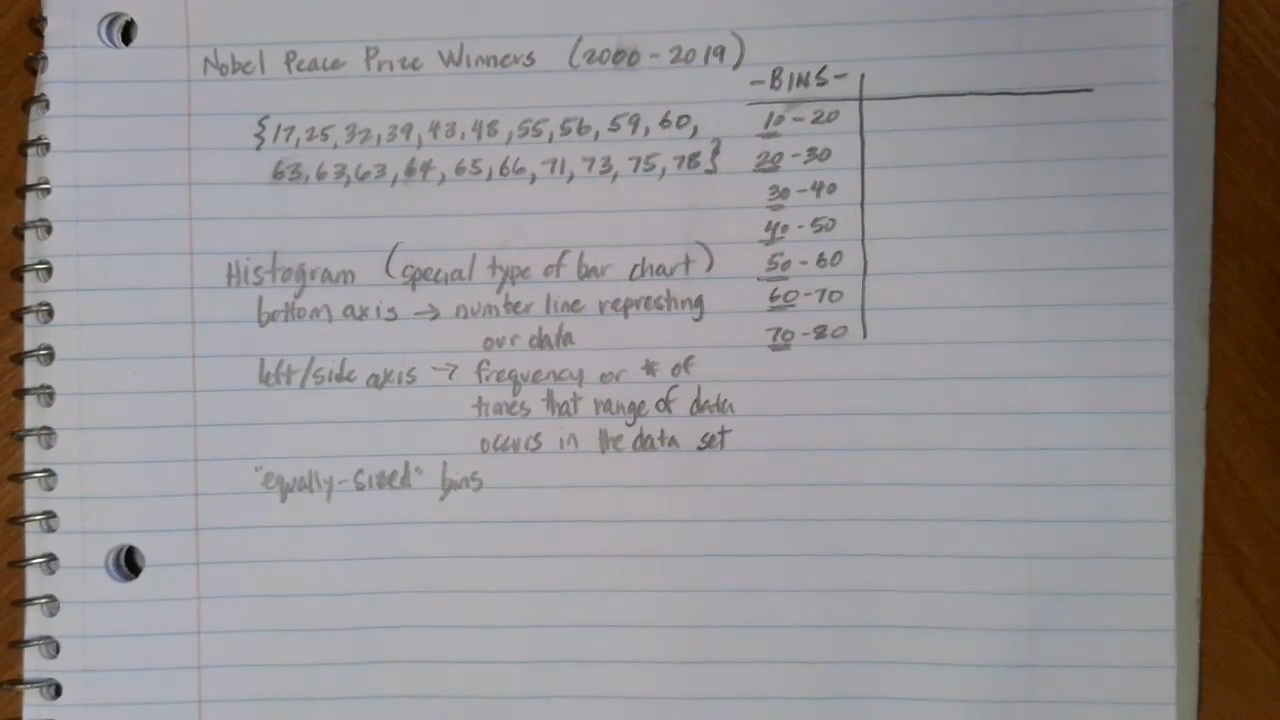 Nobel Peace Prize Winners (2000-2019)
{17,25,32,39,43,48,55,56,59,60,
63,63,63,64,65,66,71,73,75,78}
Histogram (special type of bar chart)
bottom axis → number line represting
our data
left/side axis → frequency or # of
times that range of data
occurs in the data set
"equally-sized" bins
-BINS-
10-20
20-30
30-40
40-50
50-60
60-70
70-80